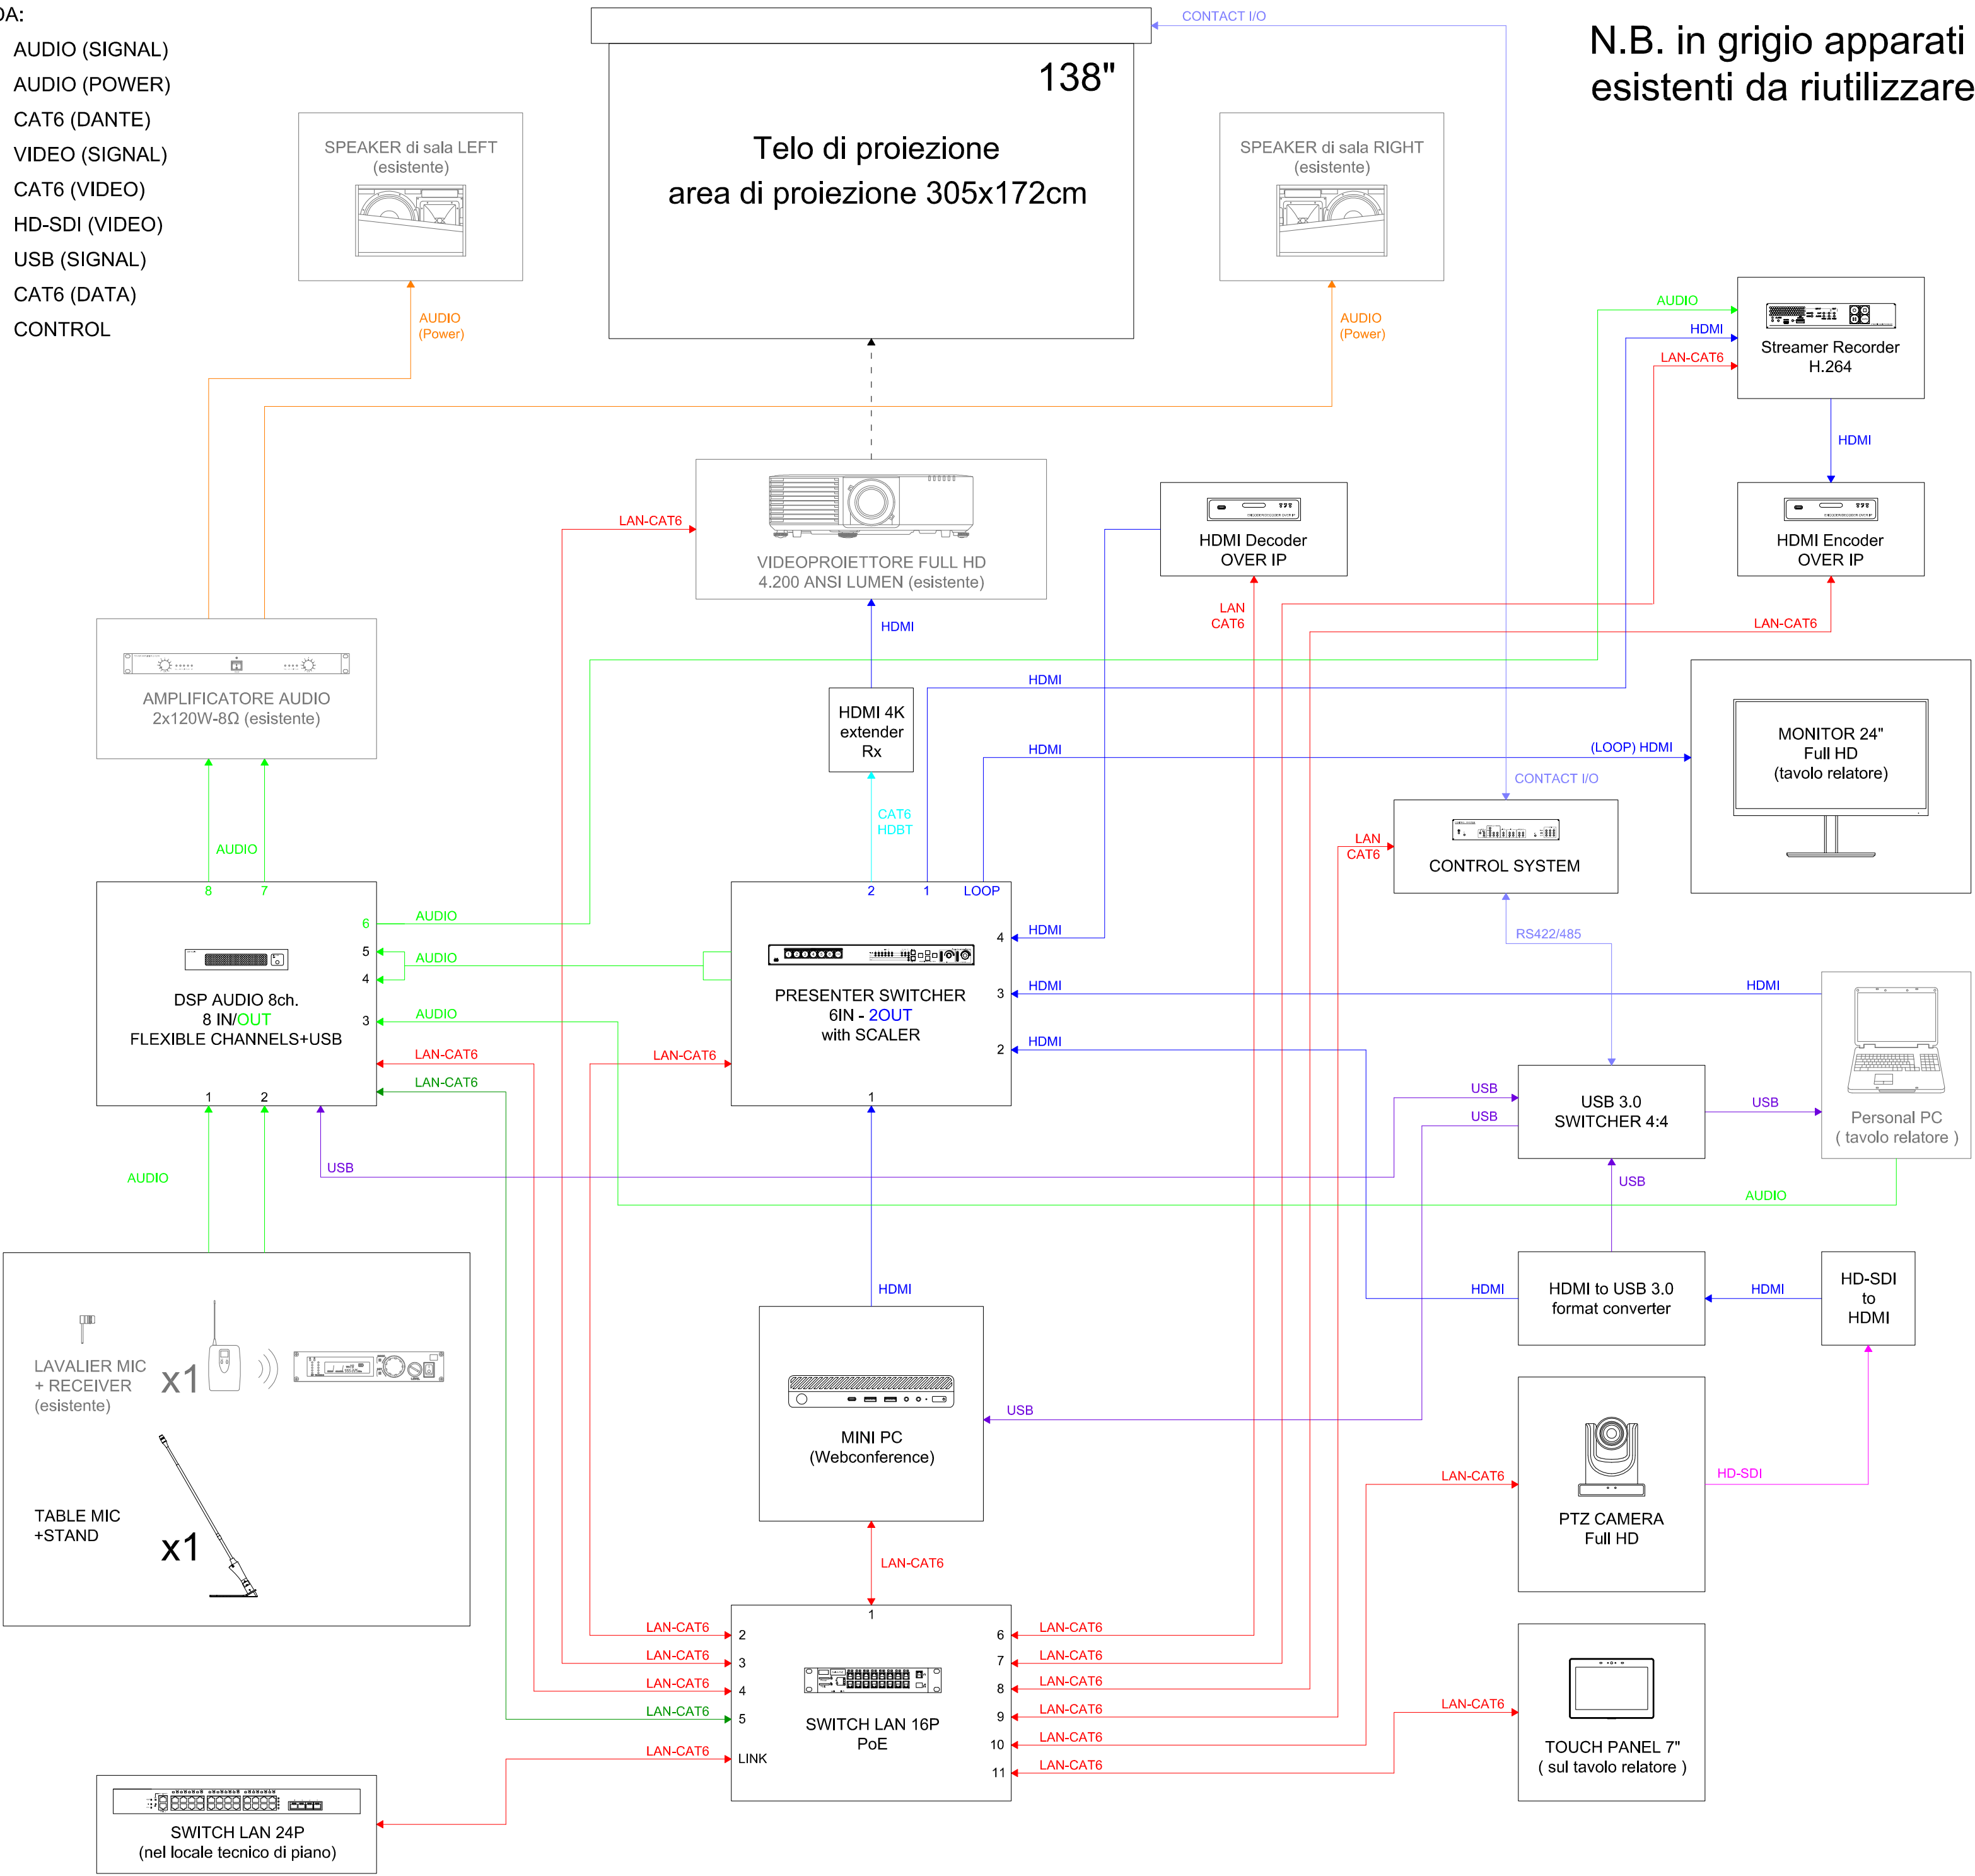 DA:
AUDIO (SIGNAL)
AUDIO (POWER)
CAT6 (DANTE)
VIDEO (SIGNAL)
CAT6 (VIDEO)
HD-SDI (VIDEO)
USB (SIGNAL)
CAT6 (DATA)
CONTROL
N.B. in grigio apparati
esistenti da riutilizzare
CONTACT I/O
138"
Telo di proiezione
area di proiezione 305x172cm
SPEAKER di sala LEFT
(esistente)
SPEAKER di sala RIGHT
(esistente)
AUDIO
(Power)
AUDIO
(Power)
AUDIO
HDMI
LAN-CAT6
Streamer Recorder
H.264
HDMI
LAN-CAT6
VIDEOPROIETTORE FULL HD
4.200 ANSI LUMEN (esistente)
HDMI Decoder
OVER IP
HDMI Encoder
OVER IP
LAN
CAT6
LAN-CAT6
HDMI
AMPLIFICATORE AUDIO
2x120W-8Ω (esistente)
HDMI 4K
extender
Rx
HDMI
HDMI
(LOOP) HDMI
MONITOR 24"
Full HD
(tavolo relatore)
CONTACT I/O
CAT6
HDBT
LAN
CAT6
CONTROL SYSTEM
AUDIO
8
7
6
AUDIO
5
AUDIO
4
3
AUDIO
DSP AUDIO 8ch.
8 IN/OUT
FLEXIBLE CHANNELS+USB
LAN-CAT6
LAN-CAT6
1
2
2
1
LOOP
4
HDMI
PRESENTER SWITCHER
6IN - 2OUT
with SCALER
3
HDMI
HDMI
2
HDMI
LAN-CAT6
1
RS422/485
USB
USB
USB 3.0
SWITCHER 4:4
USB
Personal PC
( tavolo relatore )
AUDIO
USB
USB
AUDIO
LAVALIER MIC
+ RECEIVER
(esistente)
x1
TABLE MIC
+STAND
x1
HDMI
HDMI
HDMI to USB 3.0
format converter
HDMI
HD-SDI
to
HDMI
MINI PC
(Webconference)
USB
LAN-CAT6
PTZ CAMERA
Full HD
HD-SDI
LAN-CAT6
1
LAN-CAT6
2
LAN-CAT6
3
LAN-CAT6
4
LAN-CAT6
5
LAN-CAT6
LINK
SWITCH LAN 16P
PoE
6
LAN-CAT6
7
LAN-CAT6
8
LAN-CAT6
9
LAN-CAT6
10
LAN-CAT6
11
LAN-CAT6
LAN-CAT6
TOUCH PANEL 7"
( sul tavolo relatore )
SWITCH LAN 24P
(nel locale tecnico di piano)